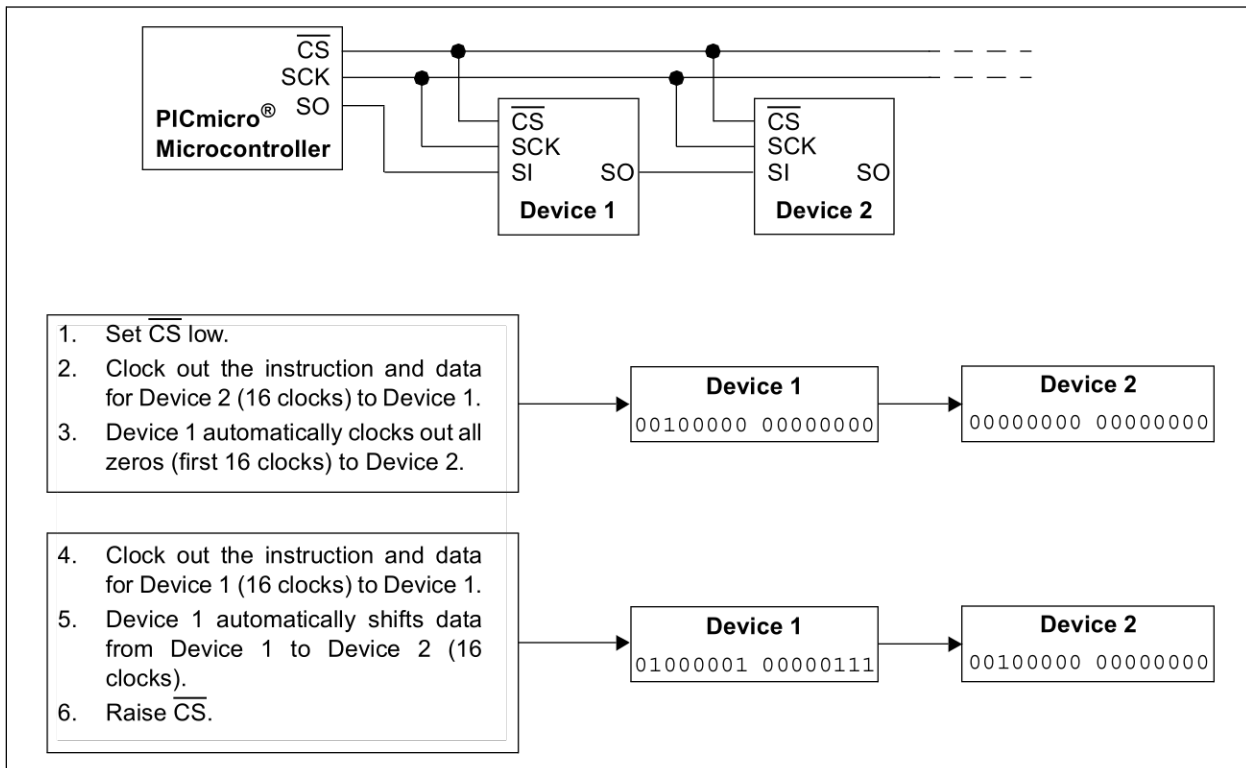 CS
SCK
SO
PICmicro®
Microcontroller
CS
SCK
SI SO
Device 1
CS
SCK
SI SO
Device 2
1. Set CS low.
2. Clock out the instruction and data
for Device 2 (16 clocks) to Device 1.
3. Device 1 automatically clocks out all
zeros (first 16 clocks) to Device 2.
Device 1
00100000 00000000
Device 2
00000000 00000000
4. Clock out the instruction and data
for Device 1 (16 clocks) to Device 1.
5. Device 1 automatically shifts data
from Device 1 to Device 2 (16
clocks).
6. Raise CS.
Device 1
01000001 00000111
Device 2
00100000 00000000